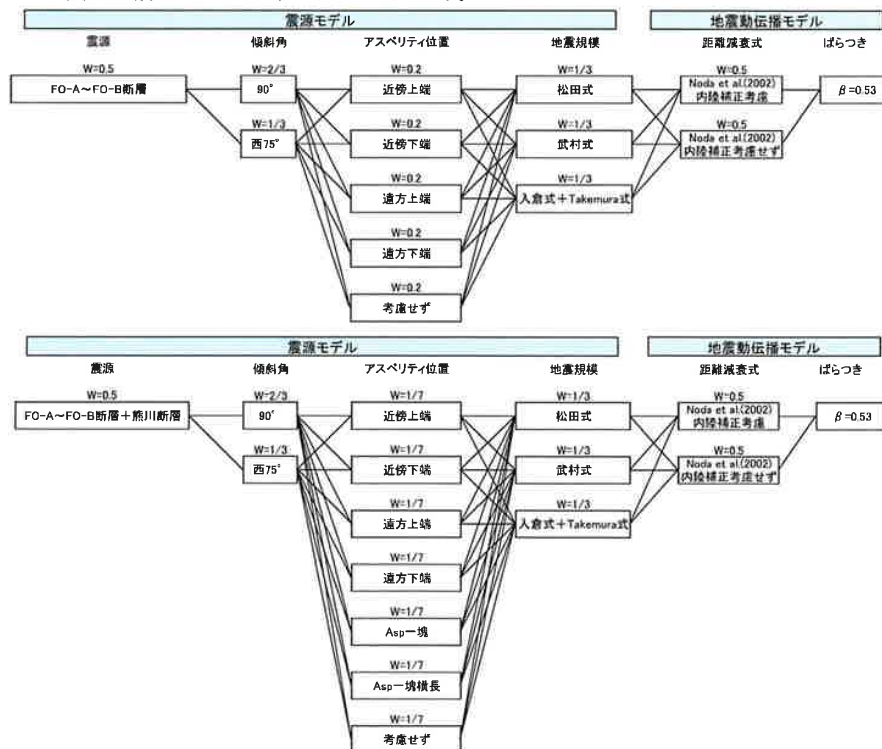 震源モデル 地震動伝播モデル
震源 傾斜角 アスペリティ位置 地震規模 距離減衰式 ばらつき
W=0.5 W=2/3 W=0.2 W=1/3 W=0.5
FO-A～FO-B断層 90° 近傍上端 松田式 Noda et al.(2002) β=0.53
内陸補正考慮
W=1/3 W=0.2 W=1/3 W=0.5
西75° 近傍下端 武村式 Noda et al.(2002)
内陸補正考慮せず
W=0.2 W=1/3
遠方上端 入倉式+Takemura式
W=0.2
遠方下端
W=0.2
考慮せず
震源モデル 地震動伝播モデル
震源 傾斜角 アスペリティ位置 地震規模 距離減衰式 ばらつき
W=0.5 W=2/3 W=1/7 W=1/3 W=0.5
FO-A～FO-B断層+熊川断層 90° 近傍上端 松田式 Noda et al.(2002) β=0.53
内陸補正考慮
W=1/3 W=1/7 W=1/3 W=0.5
西75° 近傍下端 武村式 Noda et al.(2002)
内陸補正考慮せず
W=1/7 W=1/3
遠方上端 入倉式+Takemura式
W=1/7
遠方下端
W=1/7
Asp一塊
W=1/7
Asp一塊横長
W=1/7
考慮せず